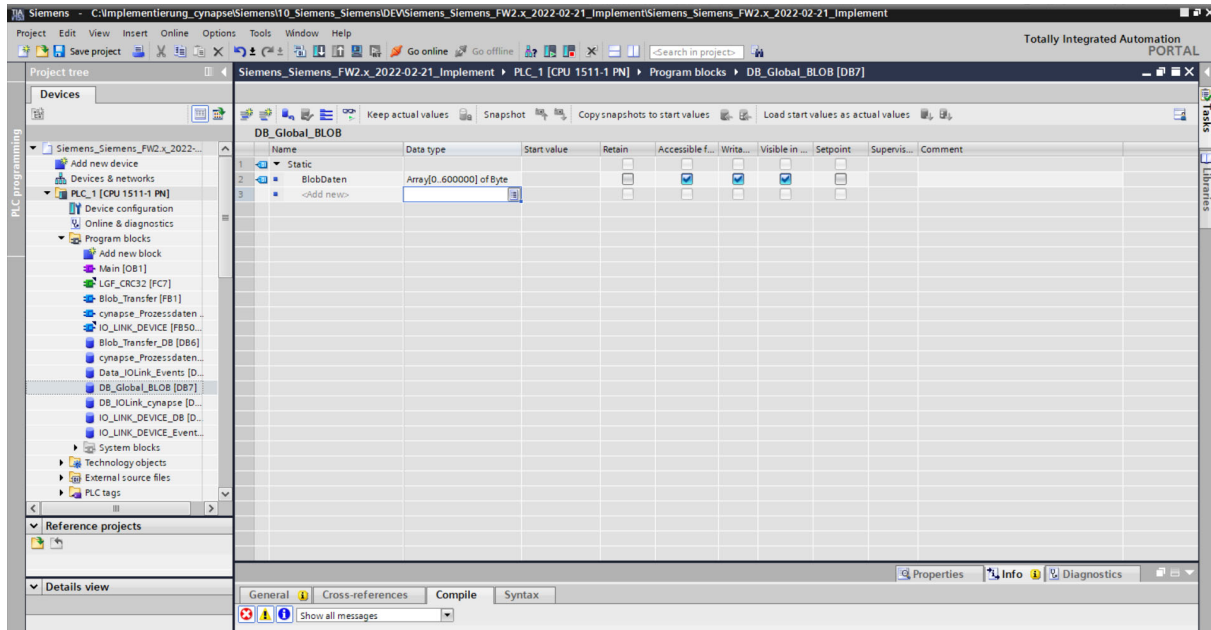 Siemens - C:\Implementierung_cynapse\Siemens\10_Siemens_Siemens\DEV\Siemens_Siemens_FW2.x_2022-02-21_Implement\Siemens_Siemens_FW2.x_2022-02-21_Implement
Project Edit View Insert Online Options Tools Window Help
Totally Integrated Automation
PORTAL
Save project Go online Go offline <Search in project>
Project tree
Siemens_Siemens_FW2.x_2022-02-21_Implement PLC_1 [CPU 1511-1 PN] Program blocks DB_Global_BLOB [DB7]
Devices
Keep actual values Snapshot Copy snapshots to start values Load start values as actual values
DB_Global_BLOB
Name Data type Start value Retain Accessible f... Writa... Visible in ... Setpoint Supervis... Comment
1 Static
2 BlobDaten Array[0..600000] of Byte
3 <Add new>
PLC programming
Siemens_Siemens_FW2.x_2022-...
Add new device
Devices & networks
PLC_1 [CPU 1511-1 PN]
Device configuration
Online & diagnostics
Program blocks
Add new block
Main [OB1]
LGF_CRC32 [FC7]
Blob_Transfer [FB1]
cynapse_Prozessdaten ..
IO_LINK_DEVICE [FB50...
Blob_Transfer_DB [DB6]
cynapse_Prozessdaten...
Data_IOLink_Events [D...
DB_Global_BLOB [DB7]
DB_IOLink_cynapse [D...
IO_LINK_DEVICE_DB [D...
IO_LINK_DEVICE_Event...
System blocks
Technology objects
External source files
PLC tags
Reference projects
Details view
Tasks
Libraries
Properties Info Diagnostics
General Cross-references Compile Syntax
Show all messages